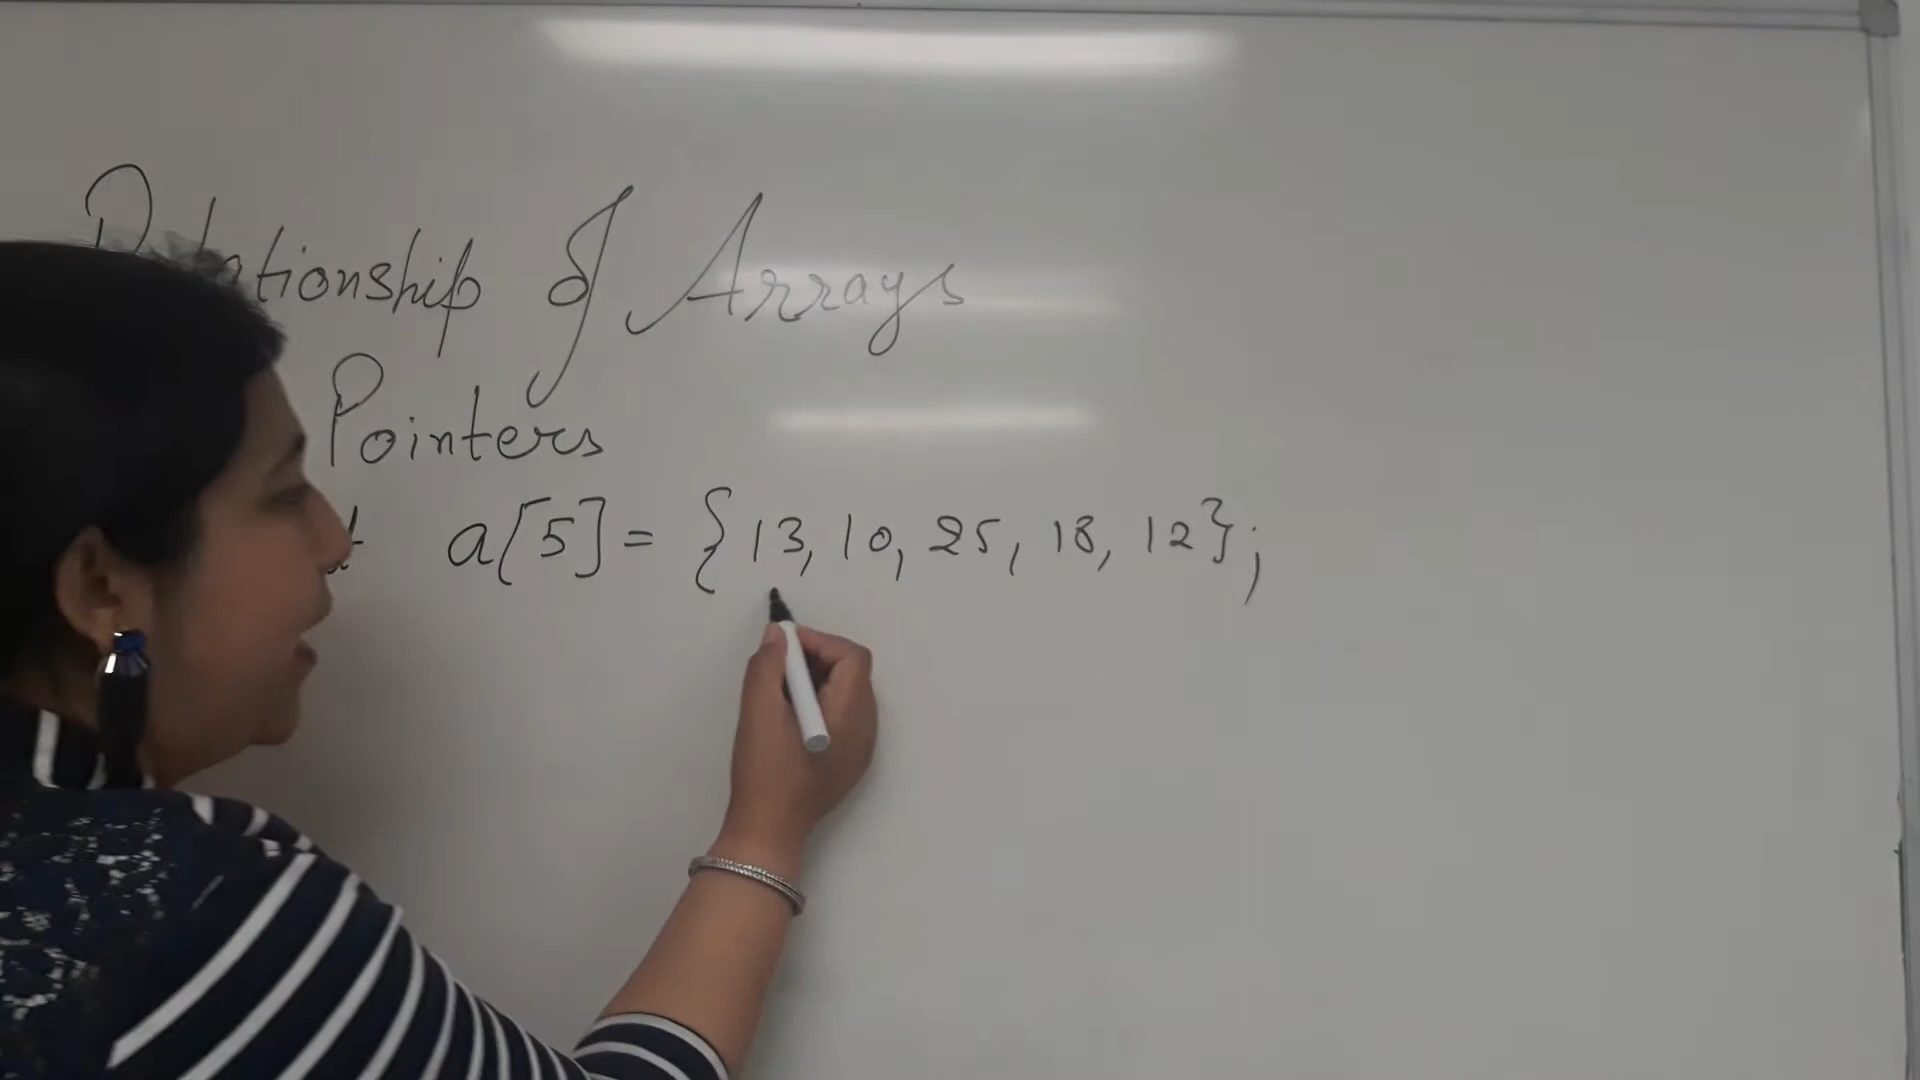 Relationship of Arrays
Pointers
a[5] = {13, 10, 25, 18, 12};